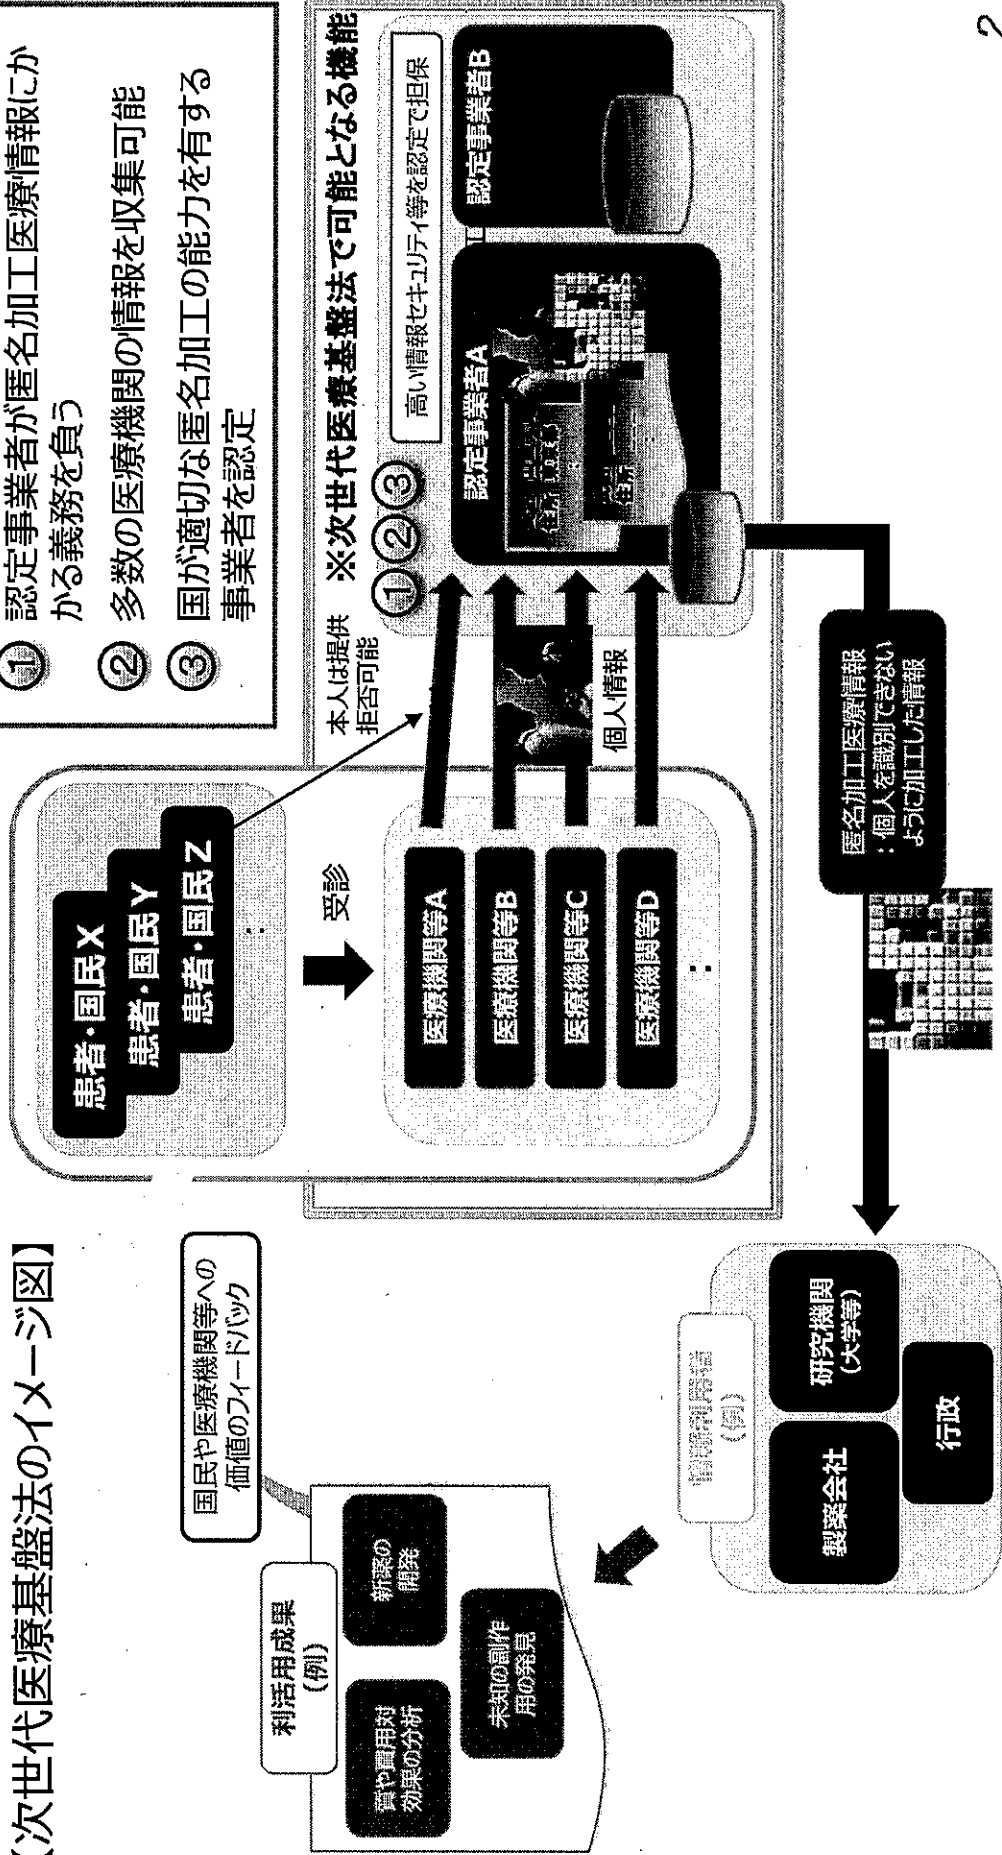 【次世代医療基盤法のイメージ図】
① 認定事業者が匿名加工医療情報にか
かる義務を負う
② 多数の医療機関の情報を収集可能
③ 国が適切な匿名加工の能力を有する
事業者を認定
患者・国民X
患者・国民Y
患者・国民Z
:
受診
本人は提供
拒否可能
※次世代医療基盤法で可能となる機能
①②③
高い情報セキュリティ等を認定で担保
医療機関等A
医療機関等B
医療機関等C
医療機関等D
:
個人情報
認定事業者A
住所
住所
認定事業者B
匿名加工医療情報
:個人を識別できない
ように加工した情報
国民や医療機関等への
価値のフィードバック
利活用成果
(例)
質や費用対
効果の分析
新薬の
開発
未知の副作
用の発見
(例)
製薬会社
研究機関
(大学等)
行政
2